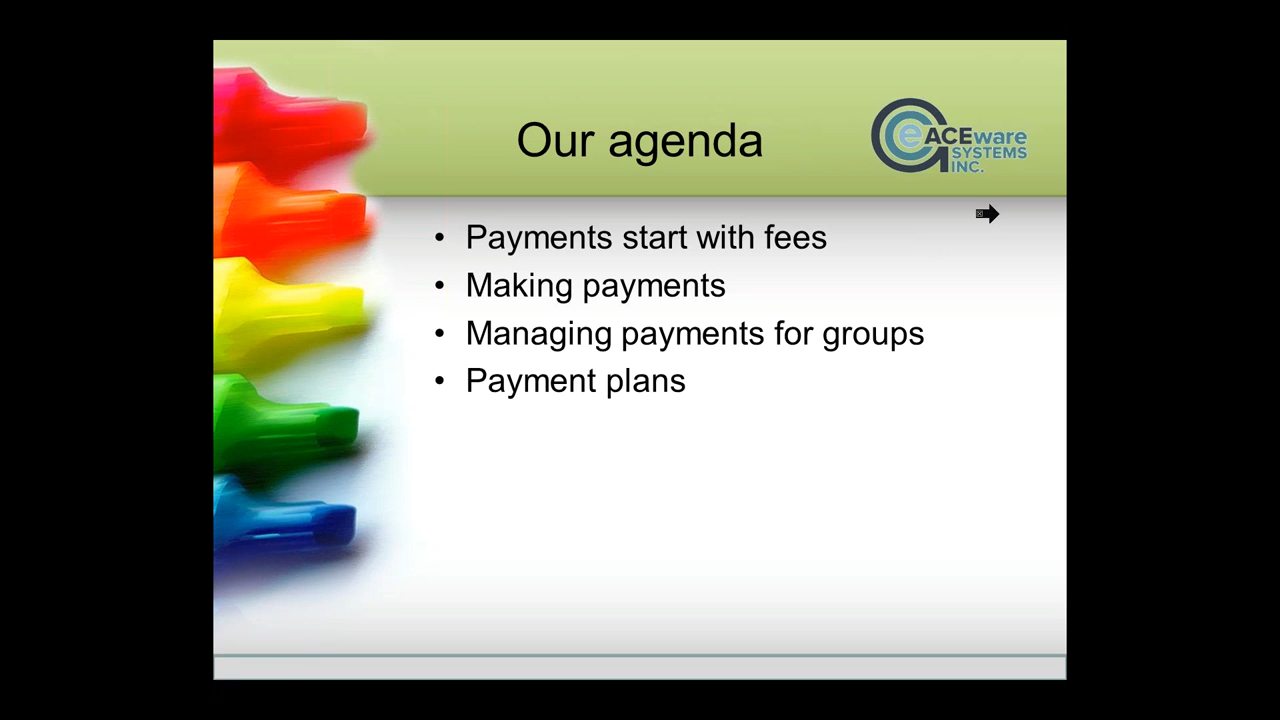 Our agenda
e ACEware
SYSTEMS
INC.
• Payments start with fees
• Making payments
• Managing payments for groups
• Payment plans